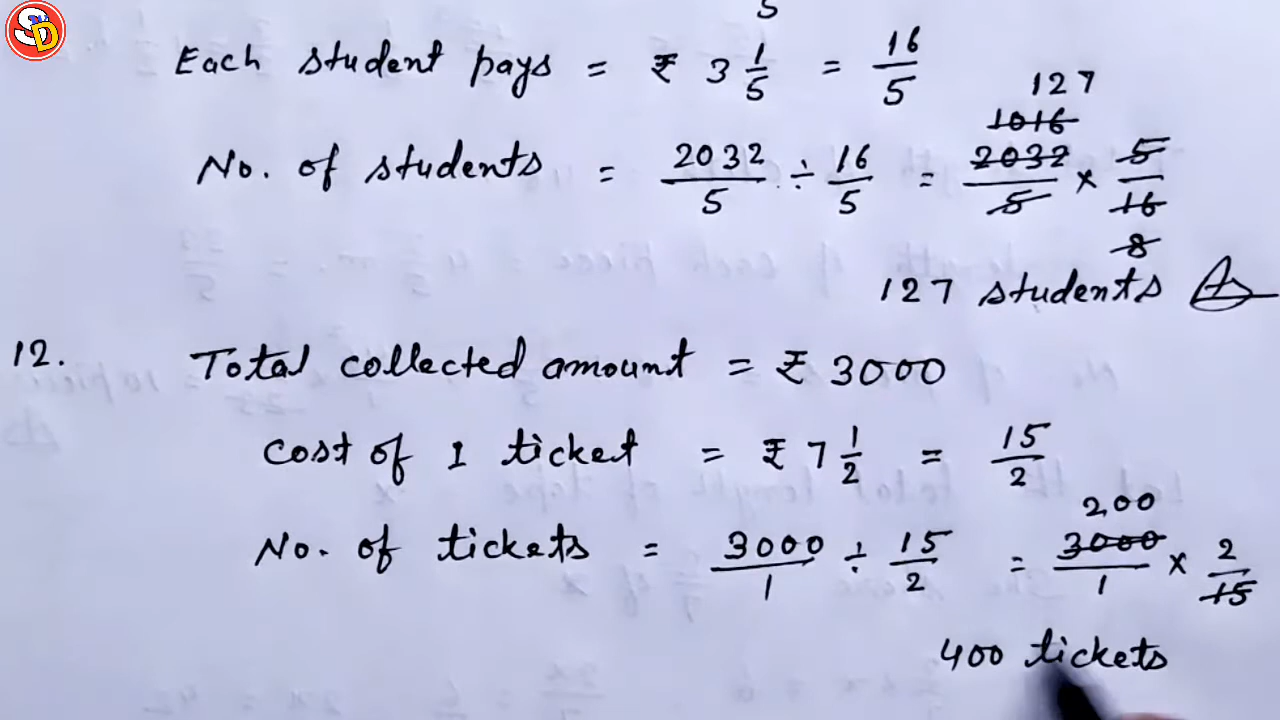 SD
5
Each student pays = ₹ 3 1/5 = 16/5
127
1016
No. of students = 2032/5 ÷ 16/5 = 2032/5 × 5/16
8
127 students
12. Total collected amount = ₹ 3000
Cost of 1 ticket = ₹ 7 1/2 = 15/2
200
No. of tickets = 3000/1 ÷ 15/2 = 3000/1 × 2/15
400 tickets